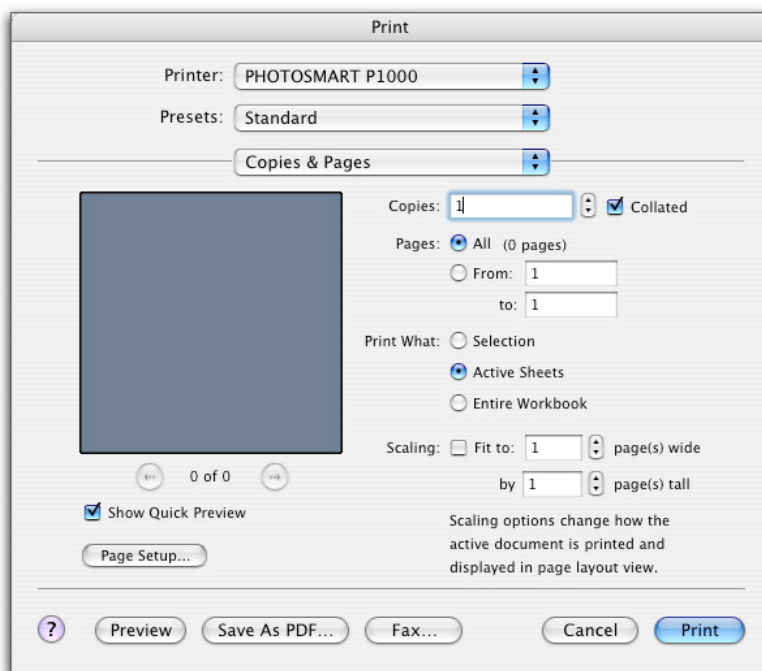 Print
Printer: PHOTOSMART P1000
Presets: Standard
Copies & Pages
Copies: 1 Collated
Pages: All (0 pages)
From: 1
to: 1
Print What: Selection
Active Sheets
Entire Workbook
Scaling: Fit to: 1 page(s) wide
by 1 page(s) tall
0 of 0
Show Quick Preview
Page Setup...
Scaling options change how the
active document is printed and
displayed in page layout view.
? Preview Save As PDF... Fax... Cancel Print